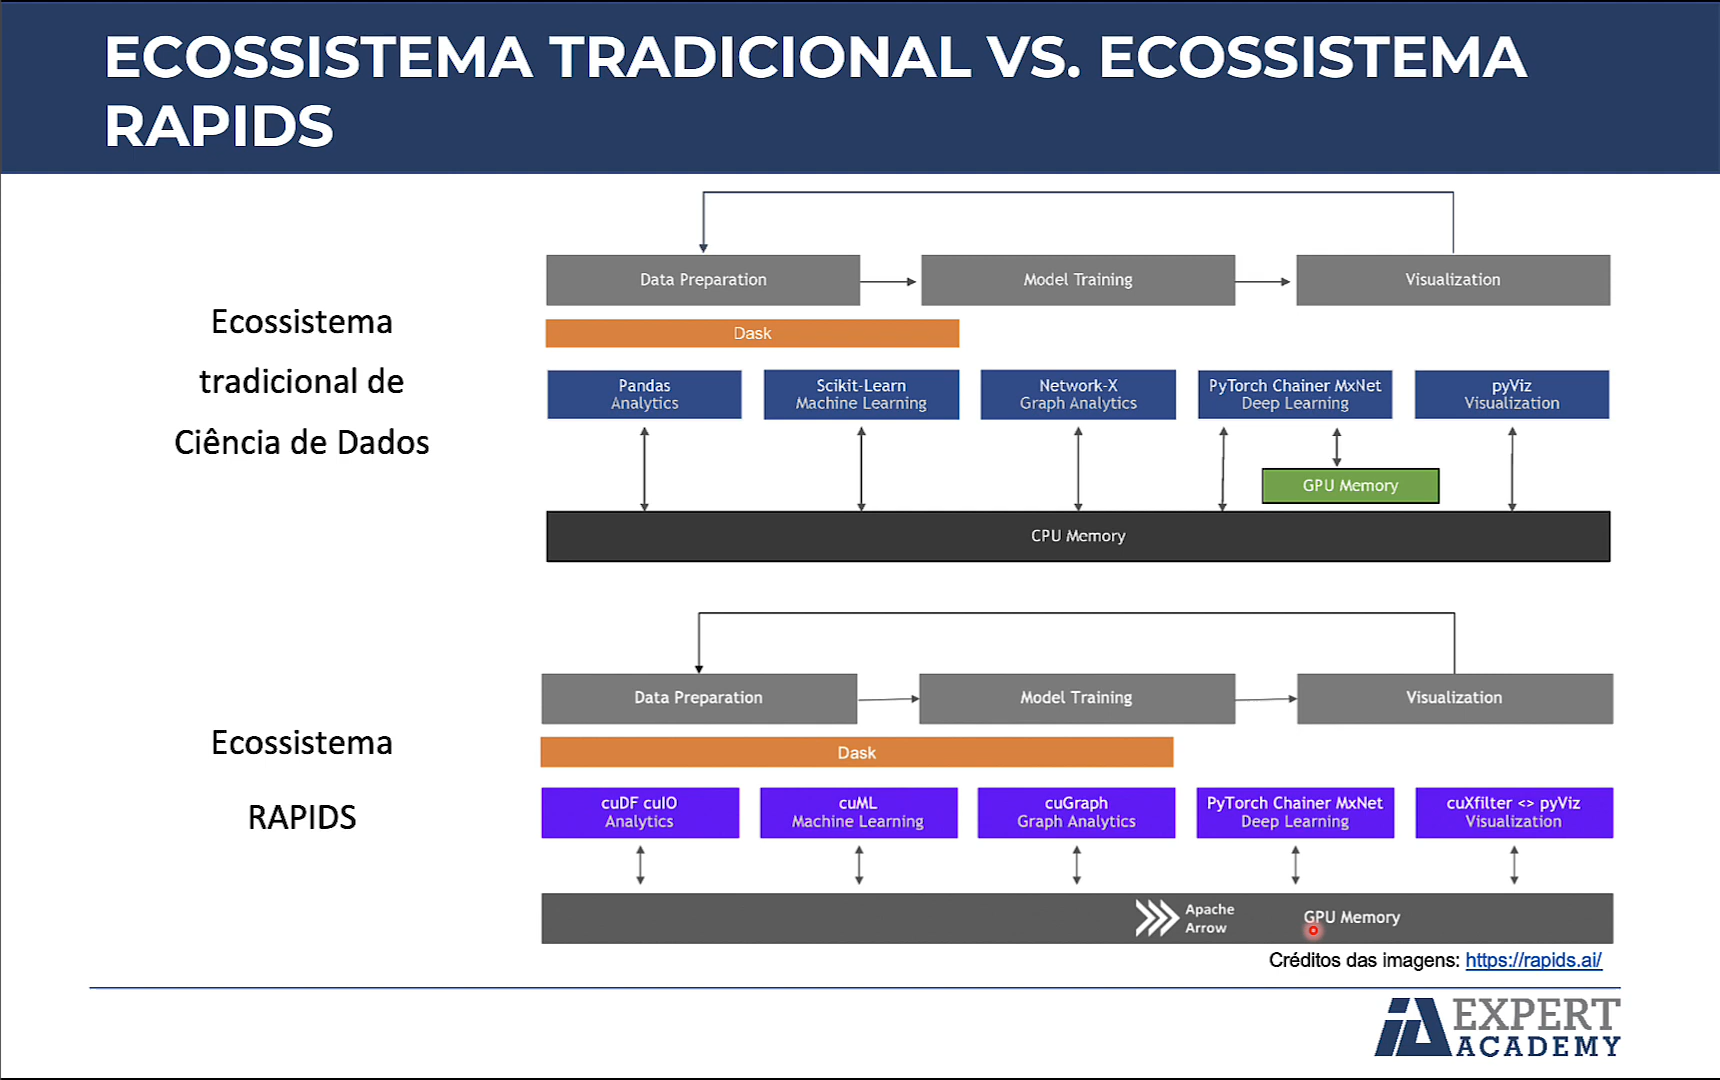 ECOSSISTEMA TRADICIONAL VS. ECOSSISTEMA
RAPIDS
Ecossistema
tradicional de
Ciência de Dados
Data Preparation
Model Training
Visualization
Dask
Pandas
Analytics
Scikit-Learn
Machine Learning
Network-X
Graph Analytics
PyTorch Chainer MxNet
Deep Learning
pyViz
Visualization
GPU Memory
CPU Memory
Ecossistema
RAPIDS
Data Preparation
Model Training
Visualization
Dask
cuDF cuIO
Analytics
cuML
Machine Learning
cuGraph
Graph Analytics
PyTorch Chainer MxNet
Deep Learning
cuXfilter <> pyViz
Visualization
Apache
Arrow
GPU Memory
Créditos das imagens: https://rapids.ai/
IA EXPERT
ACADEMY